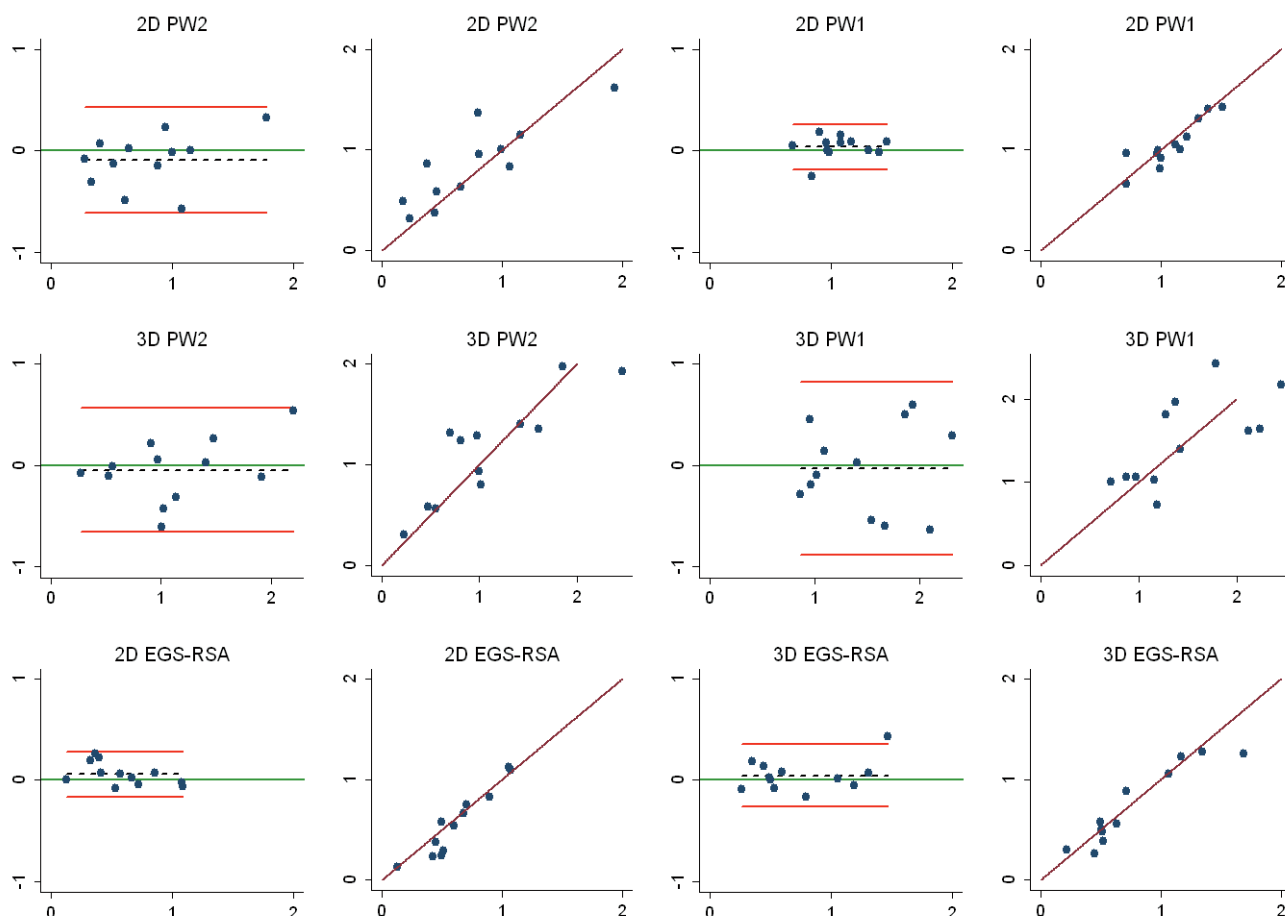 2D PW2 2D PW2 2D PW1 2D PW1
1 2 1 2
0 1 0 1
-1 0 -1 0
0 1 2 0 1 2 0 1 2 0 1 2
3D PW2 3D PW2 3D PW1 3D PW1
1 2 1 2
0 1 0 1
-1 0 -1 0
0 1 2 0 1 2 0 1 2 0 1 2
2D EGS-RSA 2D EGS-RSA 3D EGS-RSA 3D EGS-RSA
1 2 1 2
0 1 0 1
-1 0 -1 0
0 1 2 0 1 2 0 1 2 0 1 2